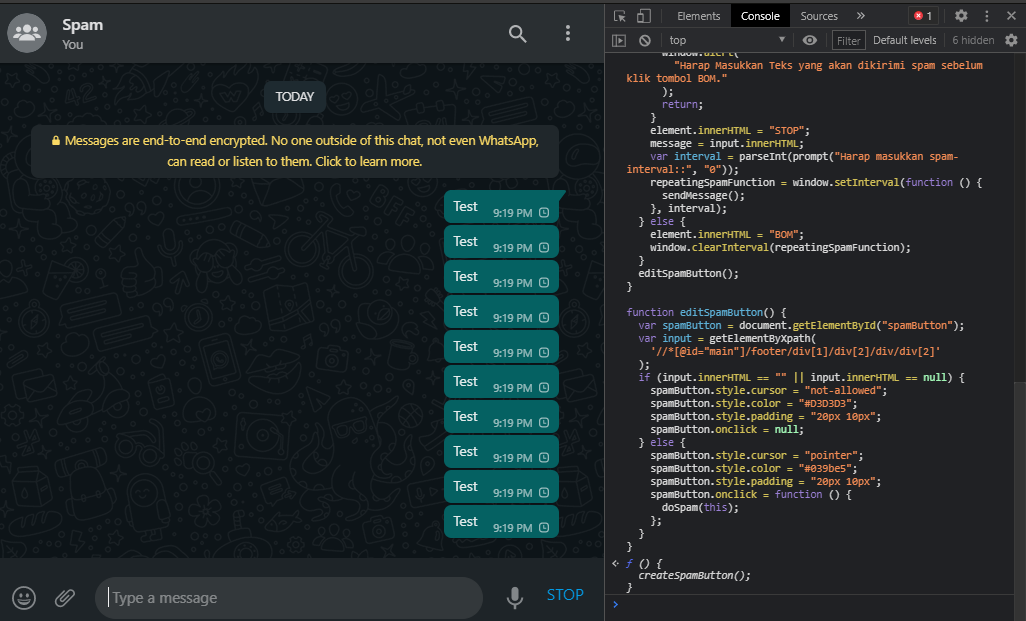 Spam
You
TODAY
Messages are end-to-end encrypted. No one outside of this chat, not even WhatsApp,
can read or listen to them. Click to learn more.
Test 9:19 PM
Test 9:19 PM
Test 9:19 PM
Test 9:19 PM
Test 9:19 PM
Test 9:19 PM
Test 9:19 PM
Test 9:19 PM
Test 9:19 PM
Test 9:19 PM
Type a message
STOP
Elements Console Sources » 1
top Filter Default levels 6 hidden
window.alert(
"Harap Masukkan Teks yang akan dikirimi spam sebelum
klik tombol BOM."
);
return;
}
element.innerHTML = "STOP";
message = input.innerHTML;
var interval = parseInt(prompt("Harap masukkan spam-
interval::", "0"));
repeatingSpamFunction = window.setInterval(function () {
sendMessage();
}, interval);
} else {
element.innerHTML = "BOM";
window.clearInterval(repeatingSpamFunction);
}
editSpamButton();
}
function editSpamButton() {
var spamButton = document.getElementById("spamButton");
var input = getElementByXpath(
'//*[@id="main"]/footer/div[1]/div[2]/div/div[2]'
);
if (input.innerHTML == "" || input.innerHTML == null) {
spamButton.style.cursor = "not-allowed";
spamButton.style.color = "#D3D3D3";
spamButton.style.padding = "20px 10px";
spamButton.onclick = null;
} else {
spamButton.style.cursor = "pointer";
spamButton.style.color = "#039be5";
spamButton.style.padding = "20px 10px";
spamButton.onclick = function () {
doSpam(this);
};
}
}
f () {
createSpamButton();
}